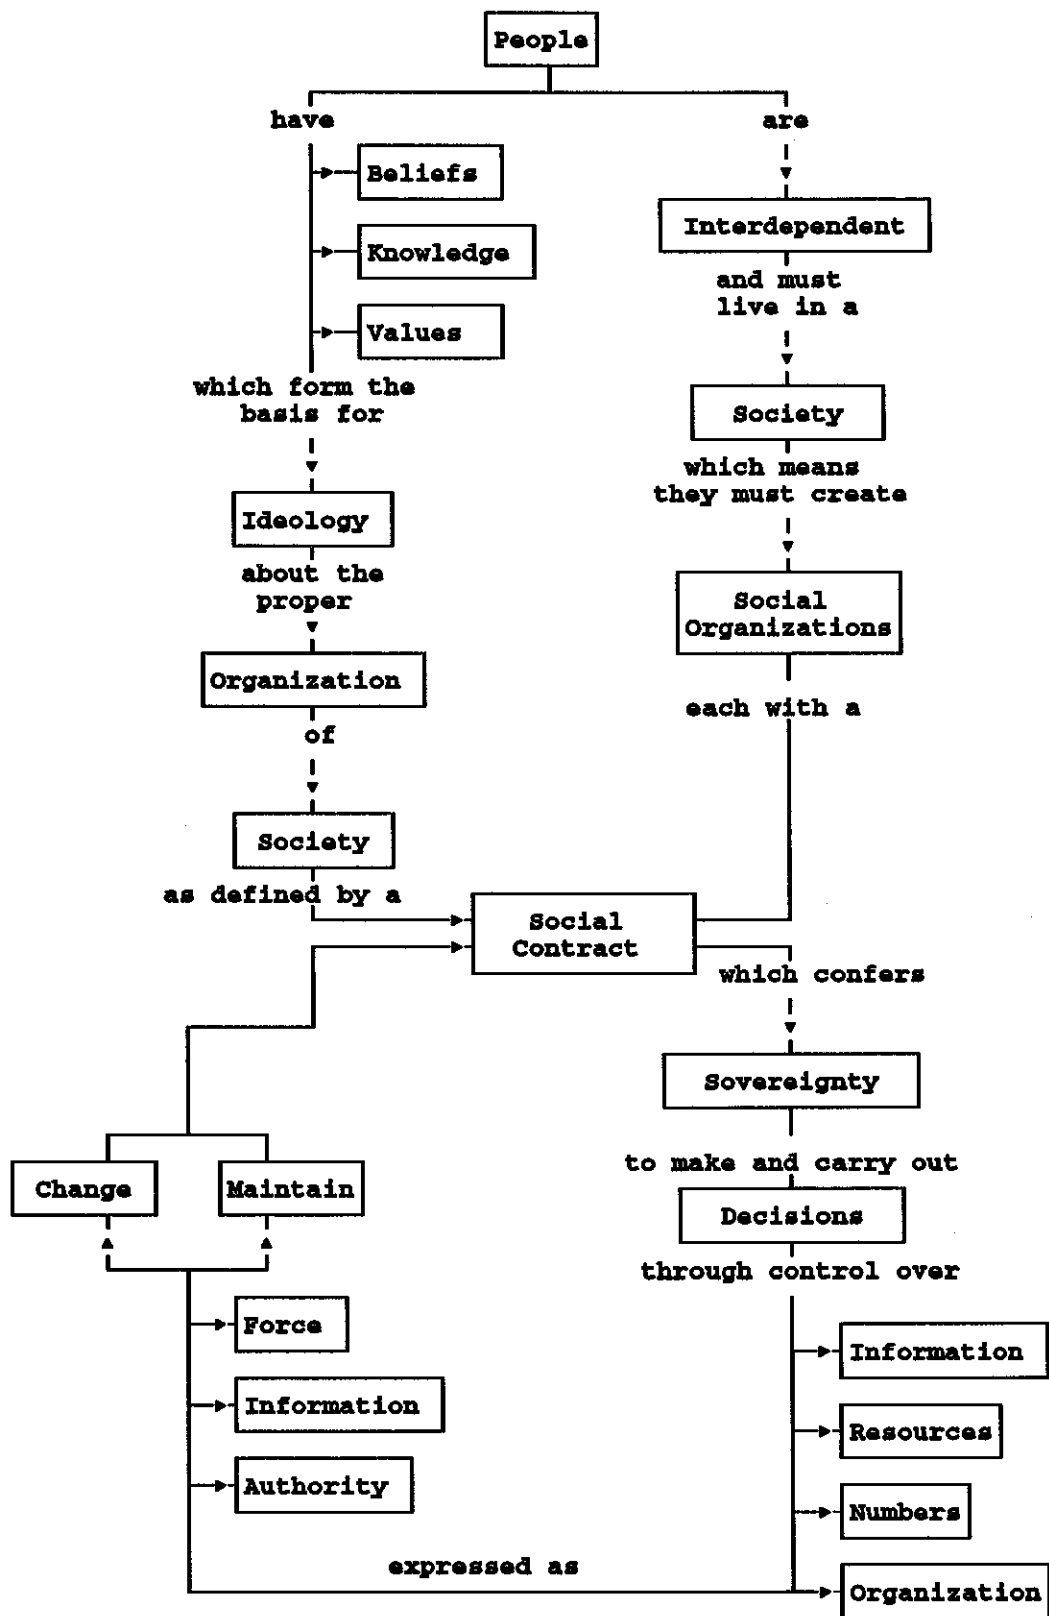 People
have
are
Beliefs
Knowledge
Values
which form the
basis for
Ideology
about the
proper
Organization
of
Society
as defined by a
Interdependent
and must
live in a
Society
which means
they must create
Social
Organizations
each with a
Social
Contract
which confers
Sovereignty
to make and carry out
Decisions
through control over
Information
Resources
Numbers
Organization
expressed as
Force
Information
Authority
Change
Maintain